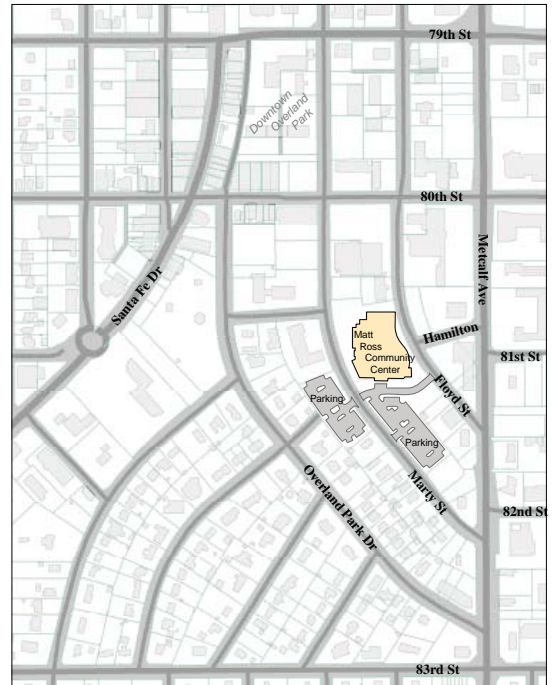 79th St
Downtown
Overland
Park
80th St
Santa Fe Dr
Metcalf Ave
Matt
Ross
Community
Center
Hamilton
81st St
Floyd St
Parking
Parking
Marty St
Overland Park Dr
82nd St
83rd St